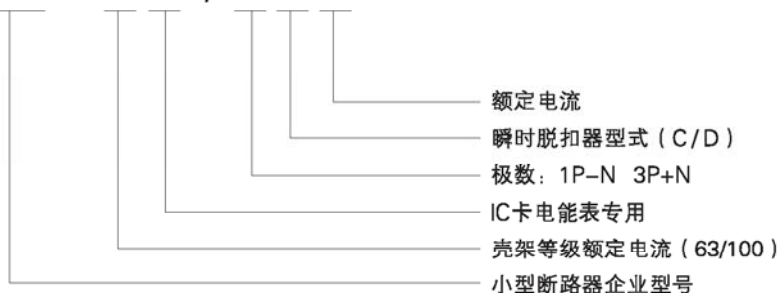 额定电流
瞬时脱扣器型式（C/D）
极数：1P-N 3P+N
IC卡电能表专用
壳架等级额定电流（63/100）
小型断路器企业型号